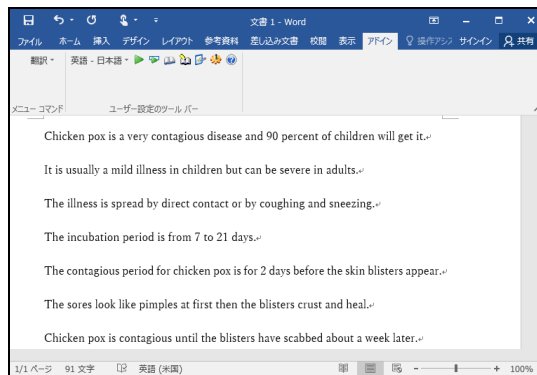 文書 1 - Word
ファイル ホーム 挿入 デザイン レイアウト 参考資料 差し込み文書 校閲 表示 アドイン 操作アシス サインイン 共有
翻訳 英語 - 日本語
メニュー コマンド ユーザー設定のツール バー
Chicken pox is a very contagious disease and 90 percent of children will get it.
It is usually a mild illness in children but can be severe in adults.
The illness is spread by direct contact or by coughing and sneezing.
The incubation period is from 7 to 21 days.
The contagious period for chicken pox is for 2 days before the skin blisters appear.
The sores look like pimples at first then the blisters crust and heal.
Chicken pox is contagious until the blisters have scabbed about a week later.
1/1 ページ 91 文字 英語 (米国) - + 100%